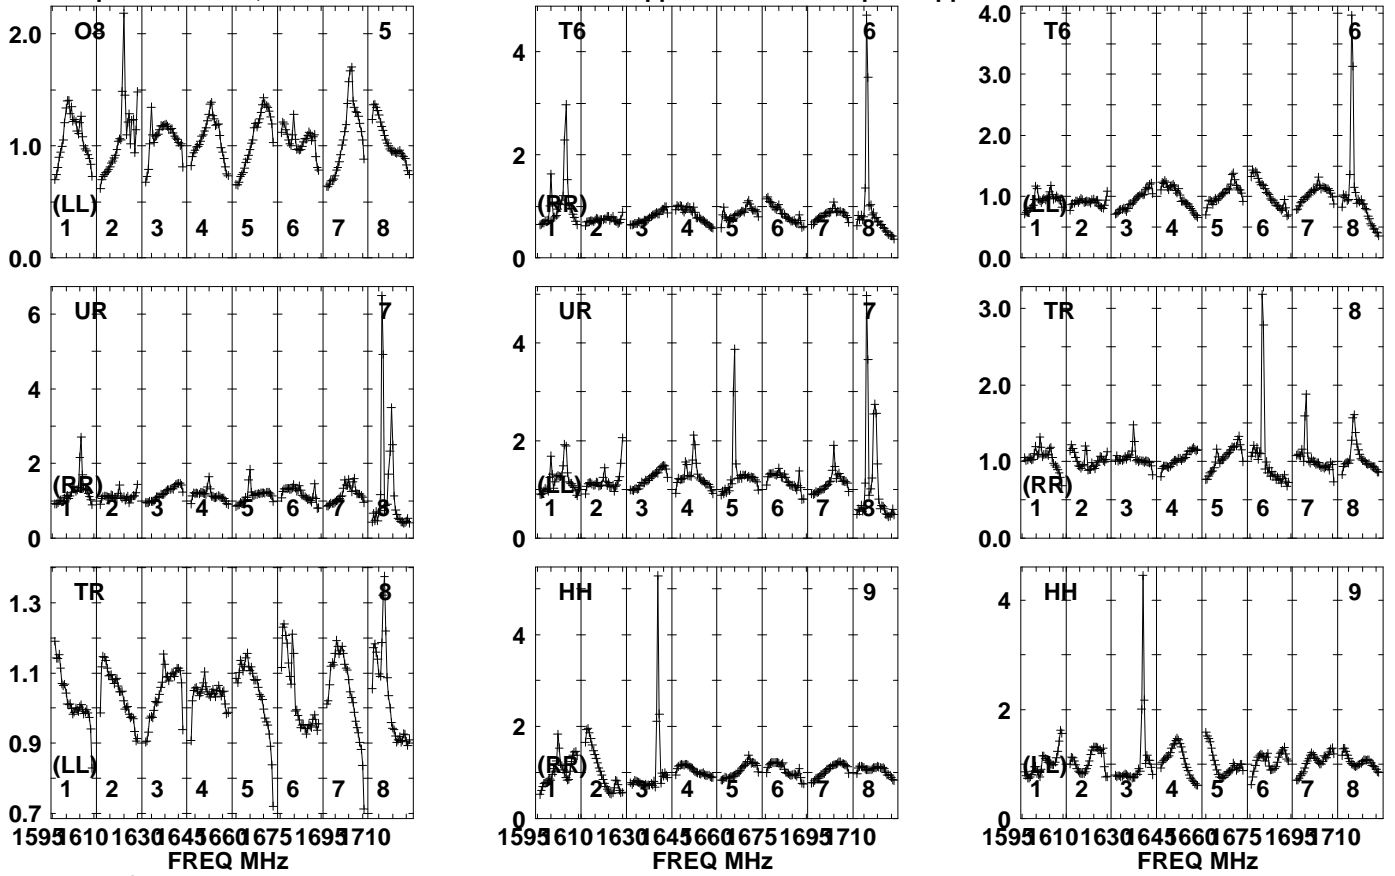 O8 5
2.0
1.0
0.0
(LL)
1 2 3 4 5 6 7 8
T6 6
4
2
0
(RR)
1 2 3 4 5 6 7 8
T6 6
4.0
3.0
2.0
1.0
0.0
(LL)
1 2 3 4 5 6 7 8
UR 7
6
4
2
0
(RR)
1 2 3 4 5 6 7 8
UR 7
4
2
0
(LL)
1 2 3 4 5 6 7 8
TR 8
3.0
2.0
1.0
0.0
(RR)
1 2 3 4 5 6 7 8
TR 8
1.3
1.1
0.9
0.7
(LL)
1 2 3 4 5 6 7 8
1595 1610 1630 1645 1660 1675 1695 1710
FREQ MHz
HH 9
4
2
0
(RR)
1 2 3 4 5 6 7 8
1595 1610 1630 1645 1660 1675 1695 1710
FREQ MHz
HH 9
4
2
0
(LL)
1 2 3 4 5 6 7 8
1595 1610 1630 1645 1660 1675 1695 1710
FREQ MHz